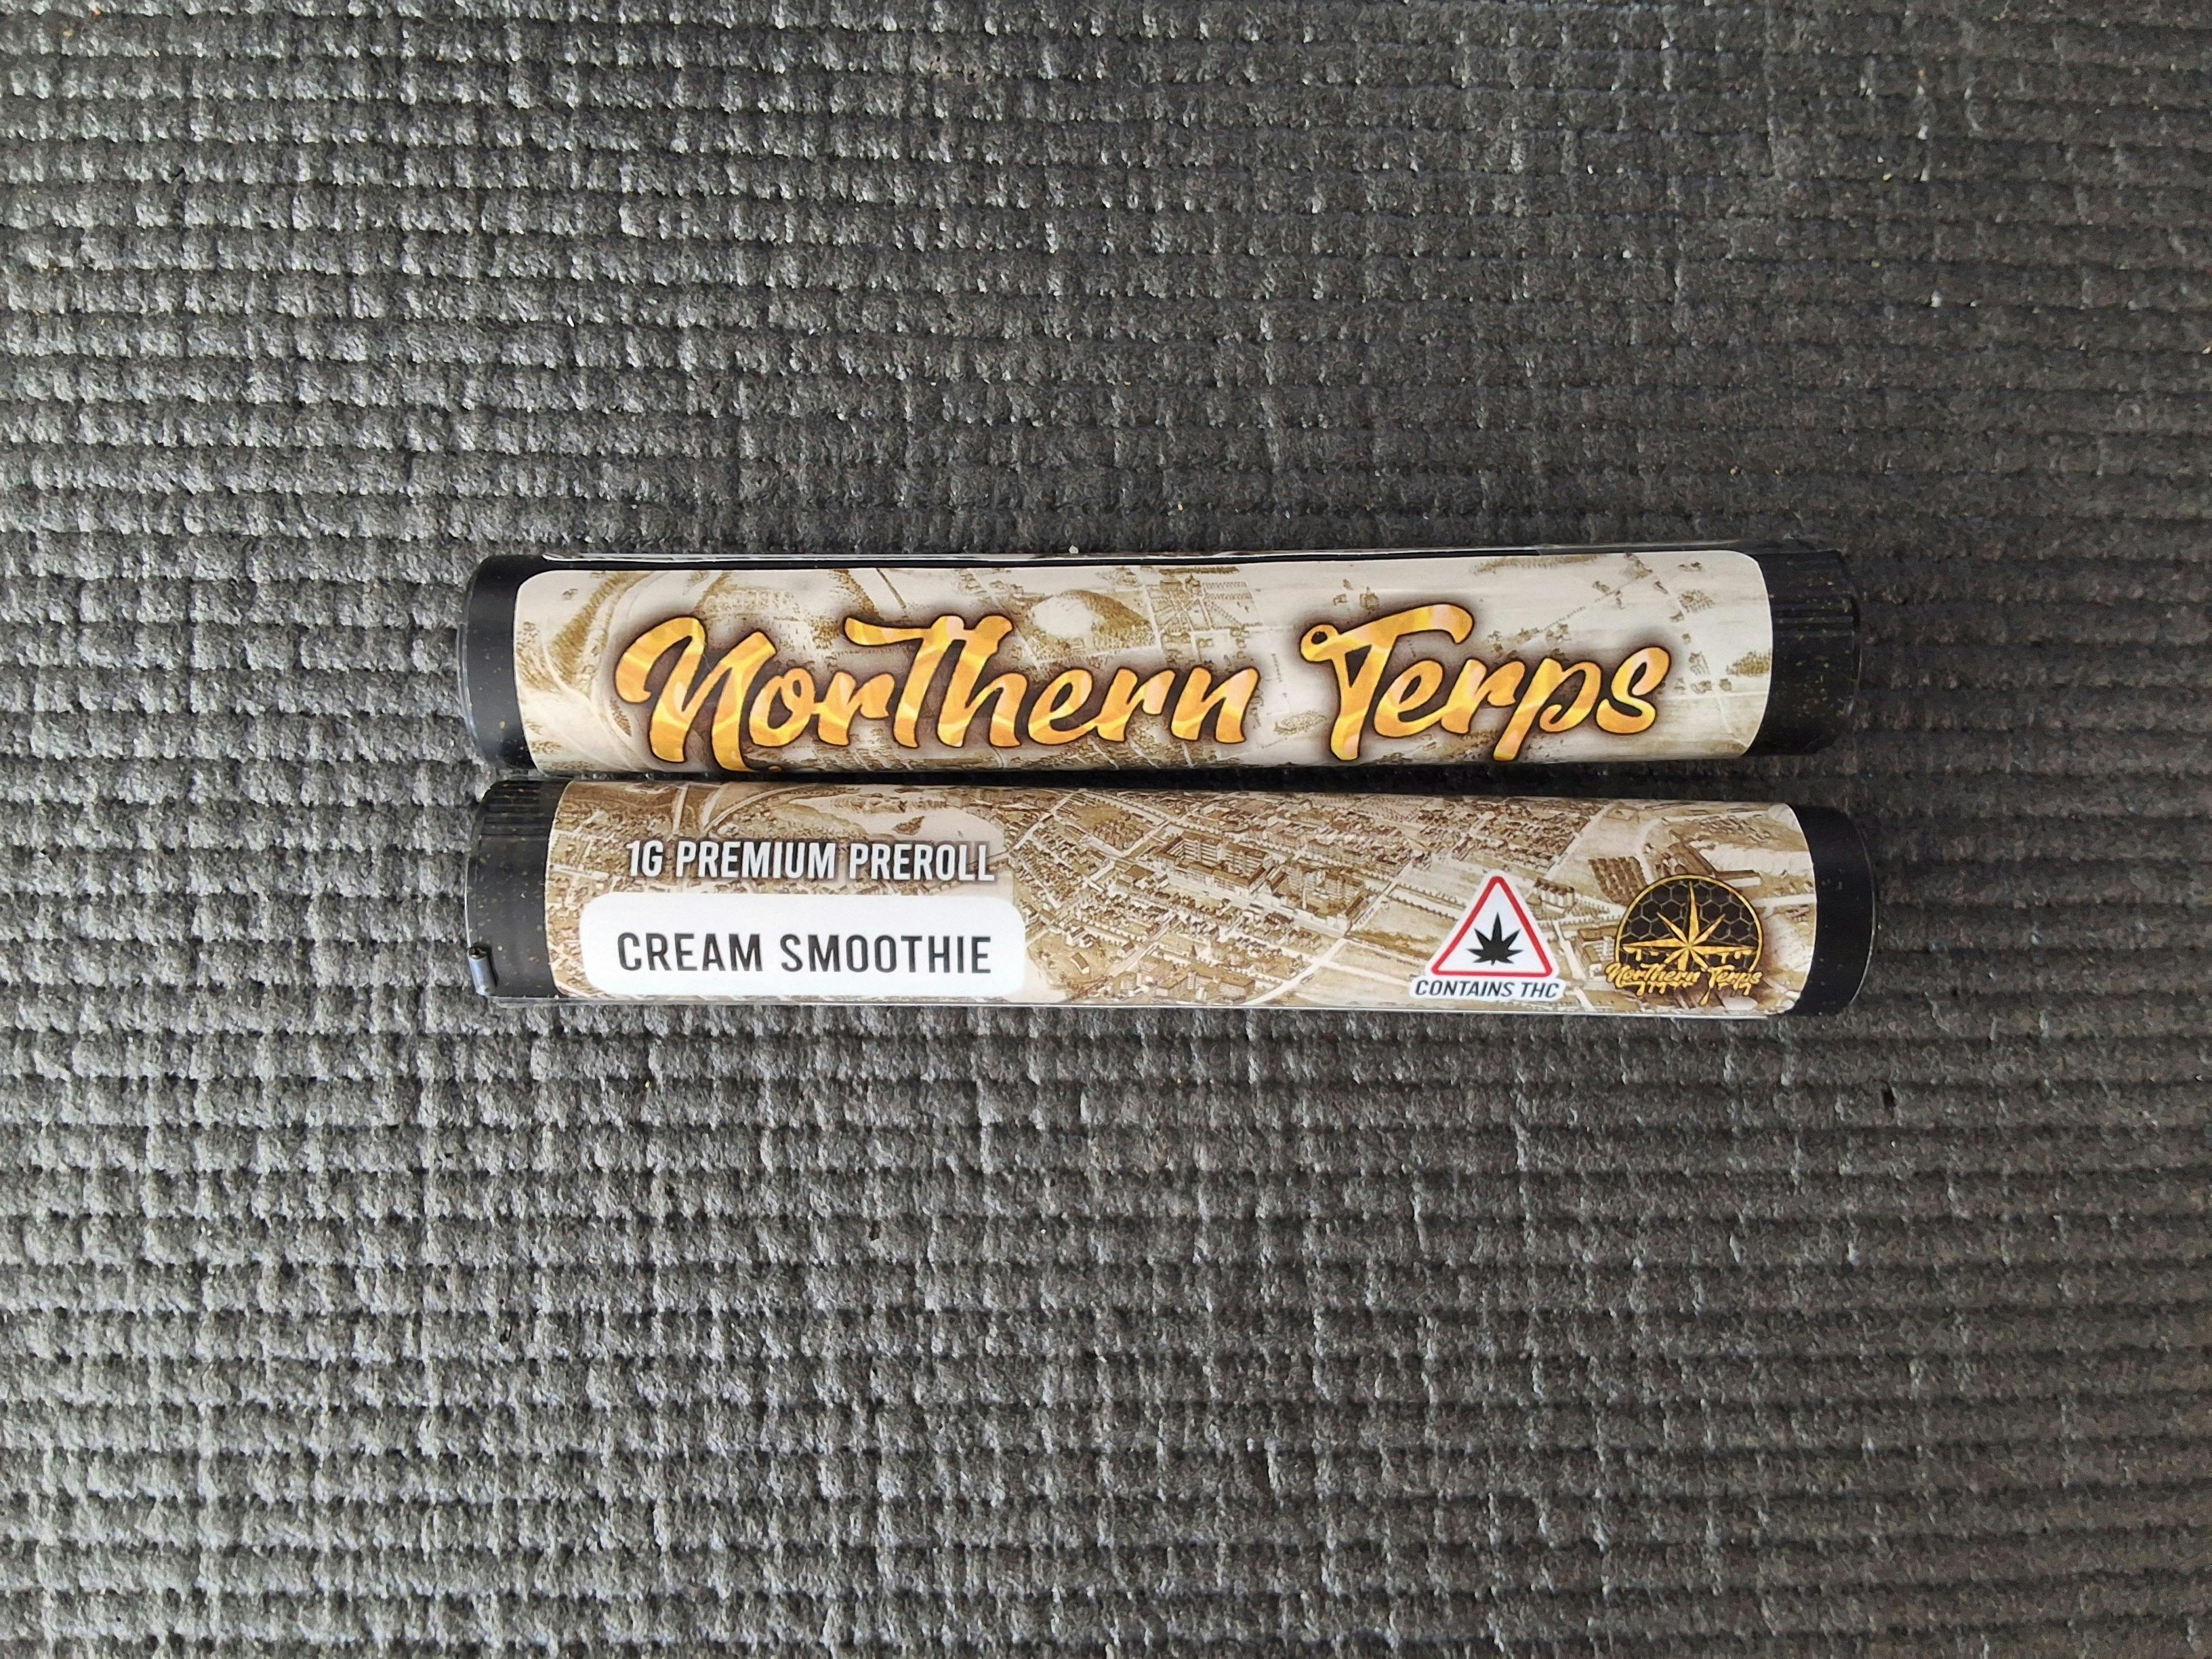 Northern Terps
1G PREMIUM PREROLL
CREAM SMOOTHIE
CONTAINS THC
Northern Terps